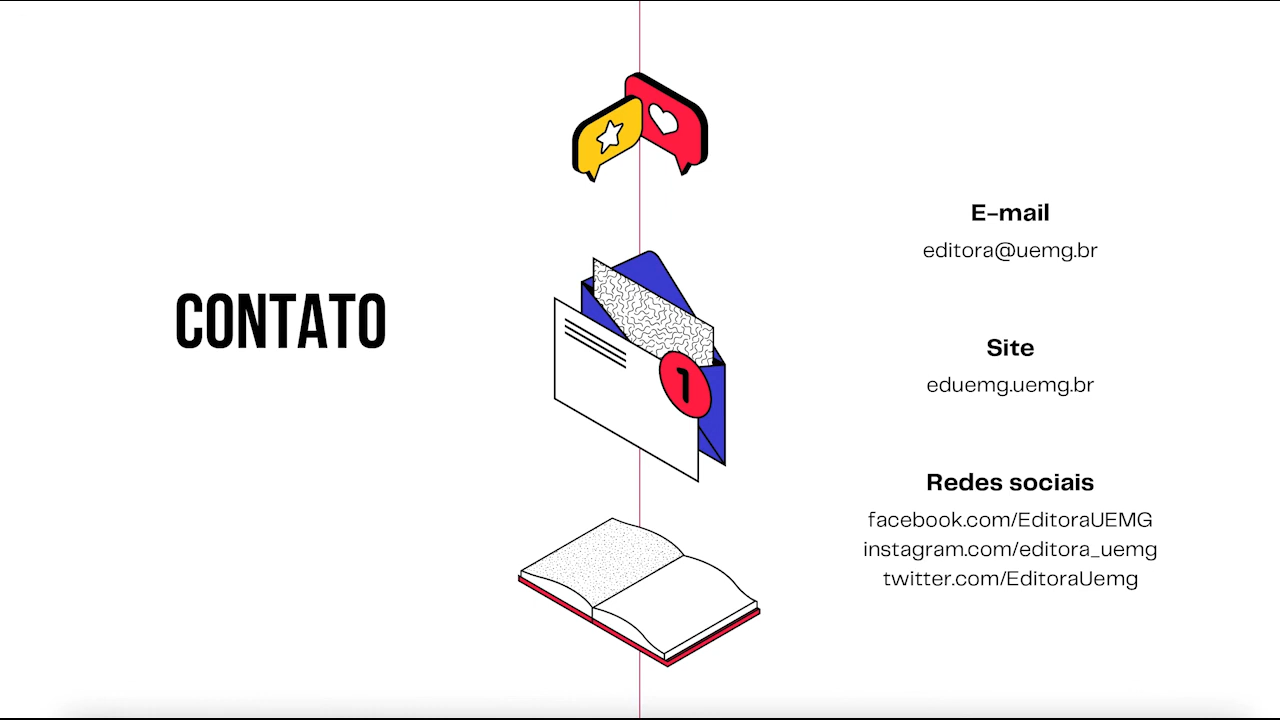 CONTATO
1
E-mail
editora@uemg.br
Site
eduemg.uemg.br
Redes sociais
facebook.com/EditoraUEMG
instagram.com/editora_uemg
twitter.com/EditoraUemg